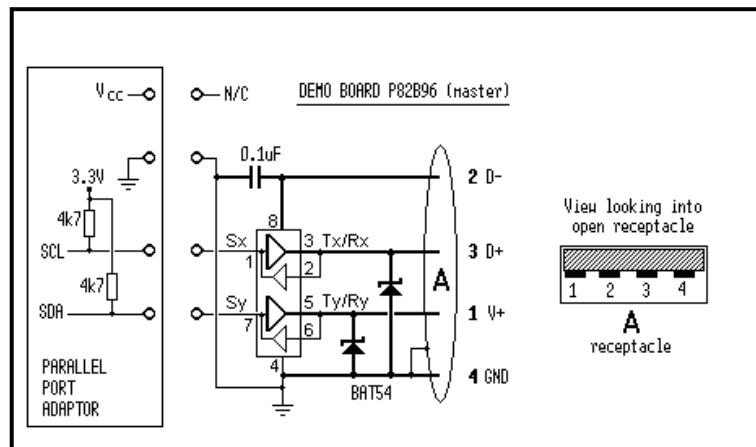 Vcc
N/C
DEMO BOARD P82B96 (master)
0.1uF
2 D-
3.3V
4k7
8
View looking into
open receptacle
Sx
3 Tx/Rx
3 D+
SCL
1
2
4k7
A
1 2 3 4
Sy
5 Ty/Ry
1 V+
SDA
7
6
A
receptacle
4
4 GND
PARALLEL
PORT
ADAPTOR
BAT54